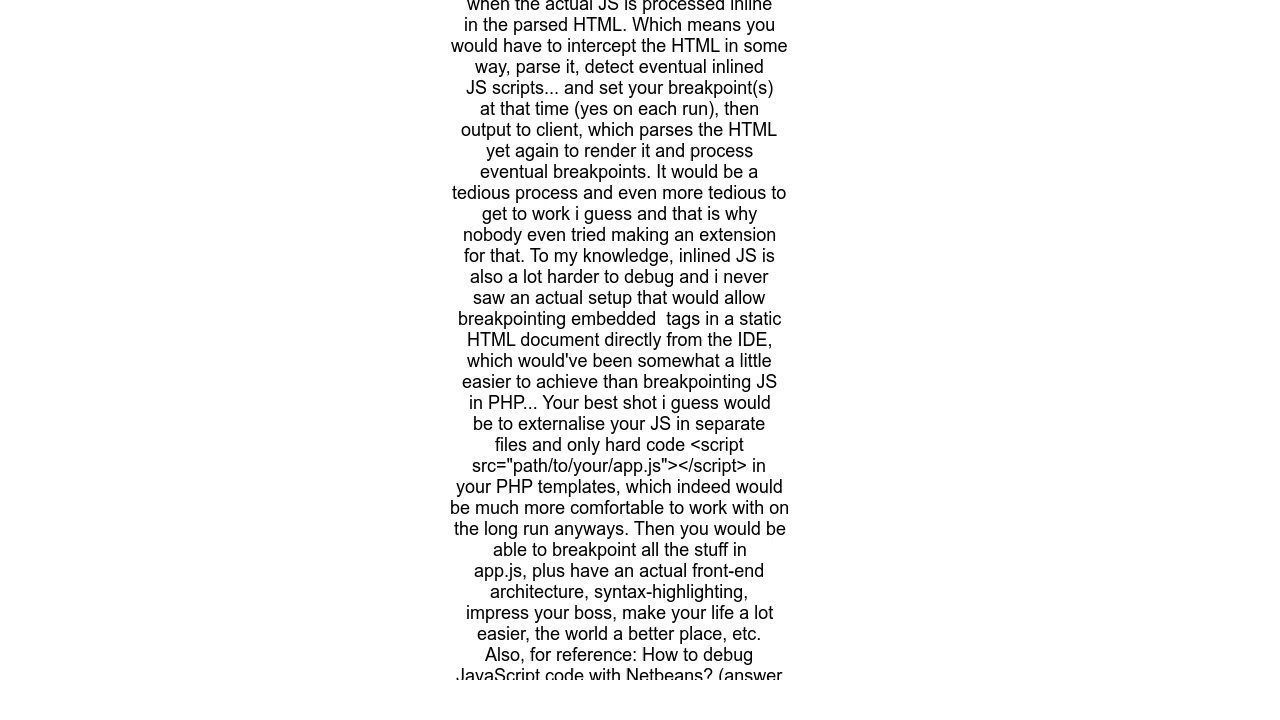 when the actual JS is processed inline
in the parsed HTML. Which means you
would have to intercept the HTML in some
way, parse it, detect eventual inlined
JS scripts... and set your breakpoint(s)
at that time (yes on each run), then
output to client, which parses the HTML
yet again to render it and process
eventual breakpoints. It would be a
tedious process and even more tedious to
get to work i guess and that is why
nobody even tried making an extension
for that. To my knowledge, inlined JS is
also a lot harder to debug and i never
saw an actual setup that would allow
breakpointing embedded  tags in a static
HTML document directly from the IDE,
which would've been somewhat a little
easier to achieve than breakpointing JS
in PHP... Your best shot i guess would
be to externalise your JS in separate
files and only hard code <script
src="path/to/your/app.js"></script> in
your PHP templates, which indeed would
be much more comfortable to work with on
the long run anyways. Then you would be
able to breakpoint all the stuff in
app.js, plus have an actual front-end
architecture, syntax-highlighting,
impress your boss, make your life a lot
easier, the world a better place, etc.
Also, for reference: How to debug
JavaScript code with Netbeans? (answer